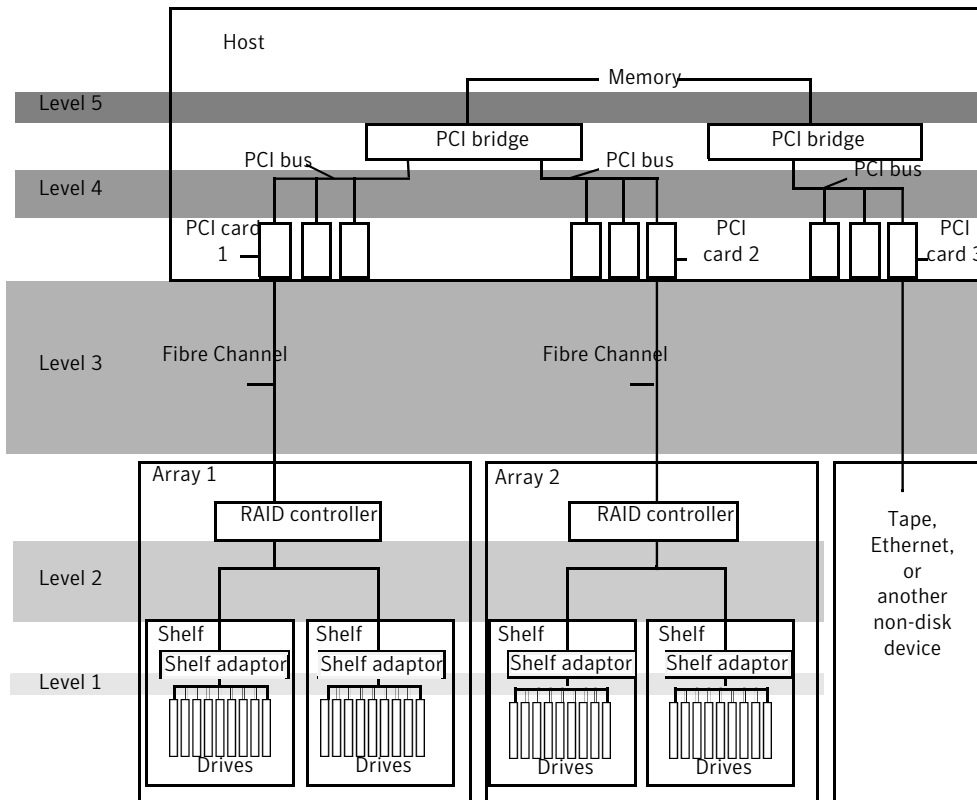 Host
Memory
Level 5
PCI bridge
PCI bridge
PCI bus
PCI bus
PCI bus
Level 4
PCI card
1
PCI
card 2
PCI
card 3
Level 3
Fibre Channel
Fibre Channel
Array 1
Array 2
RAID controller
RAID controller
Tape,
Ethernet,
or
another
non-disk
device
Level 2
Shelf
Shelf
Shelf
Shelf
Shelf adaptor
Shelf adaptor
Shelf adaptor
Shelf adaptor
Level 1
Drives
Drives
Drives
Drives